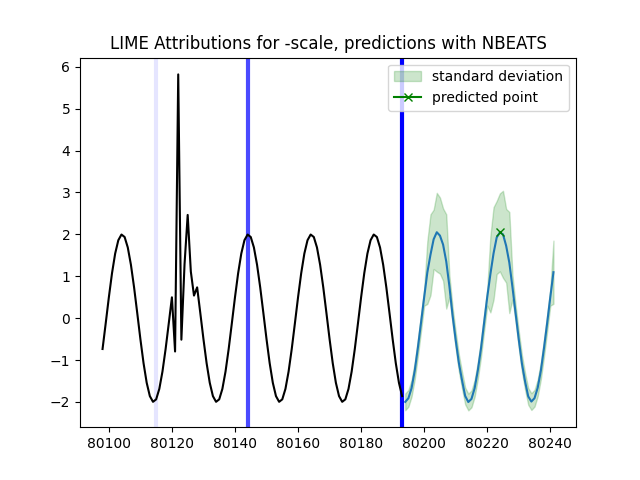 LIME Attributions for -scale, predictions with NBEATS
standard deviation
predicted point
6
5
4
3
2
1
0
−1
−2
80100 80120 80140 80160 80180 80200 80220 80240